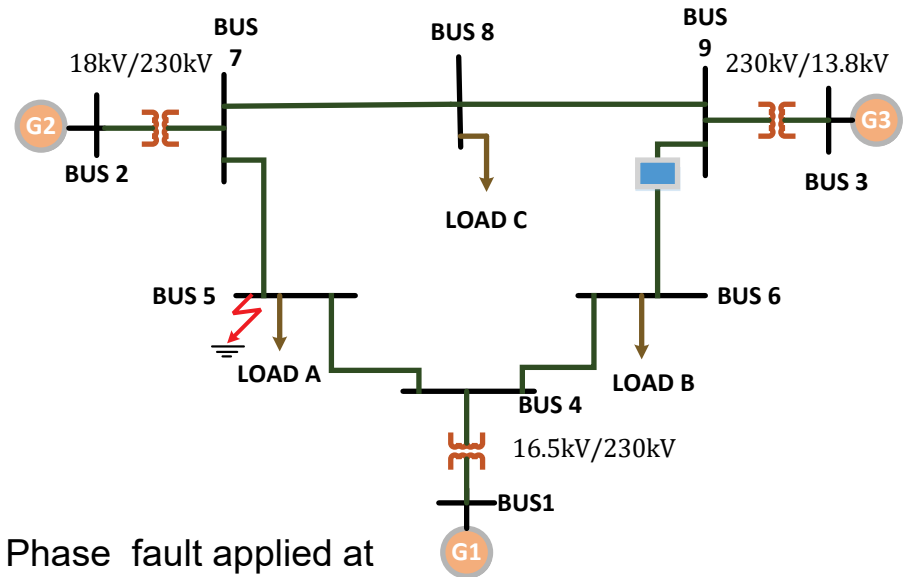 BUS
7
BUS 8
BUS
9
18kV/230kV
230kV/13.8kV
G2
G3
BUS 2
BUS 3
LOAD C
BUS 5
BUS 6
LOAD A
LOAD B
BUS 4
16.5kV/230kV
BUS1
G1
Phase fault applied at